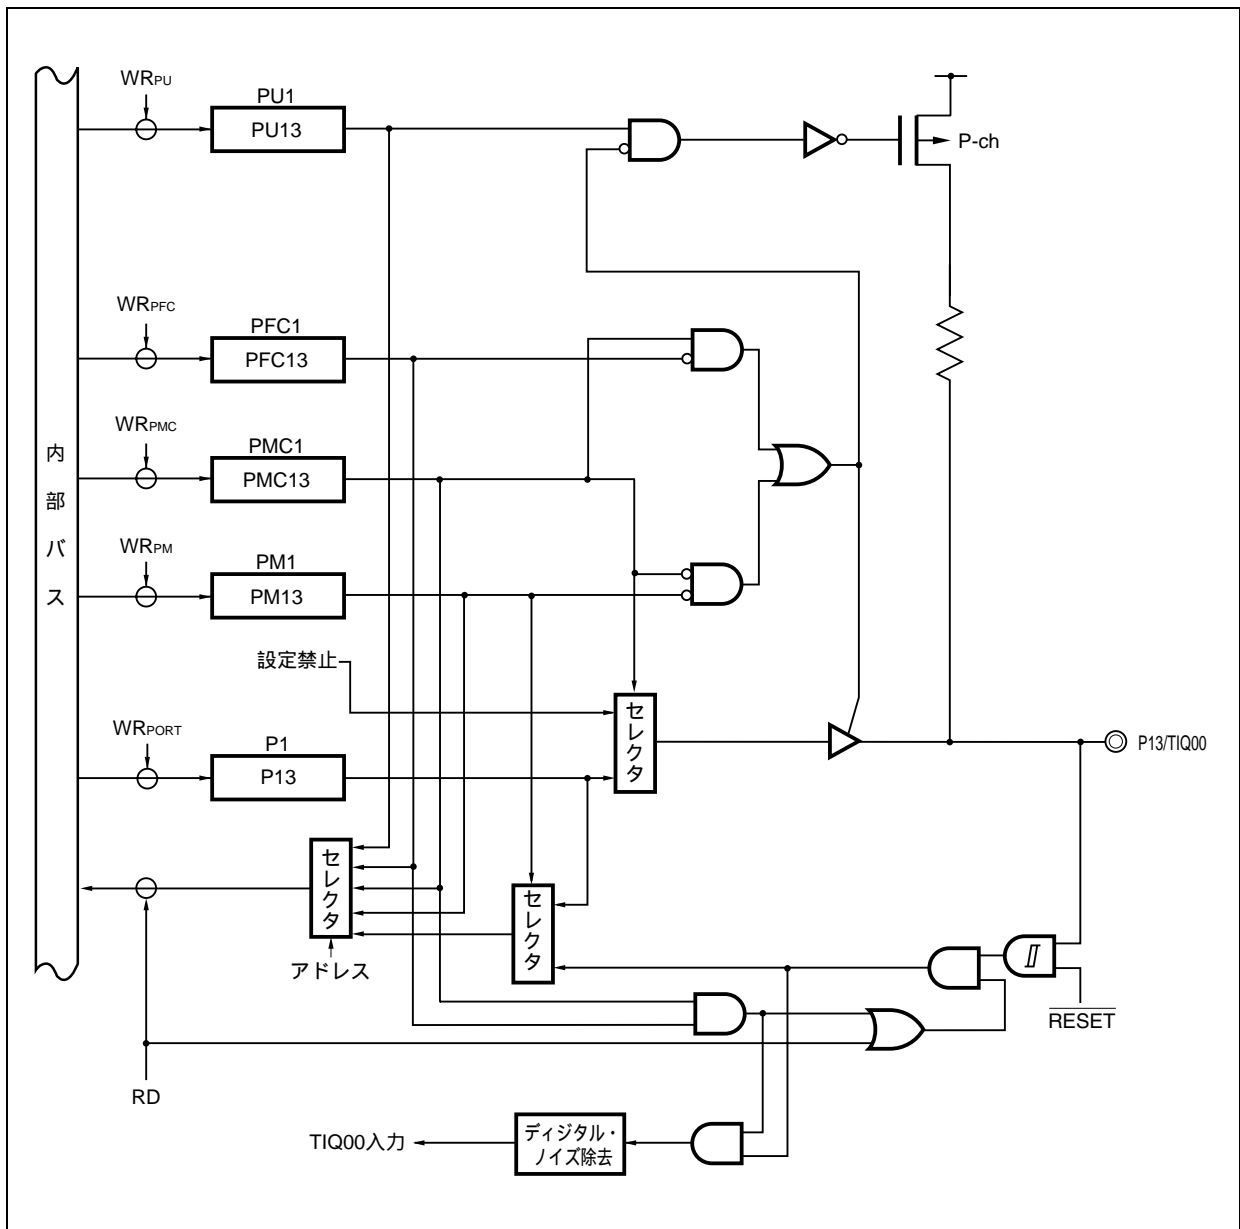 WRPU
PU1
PU13
P-ch
WRPFC
PFC1
PFC13
WRPMC
PMC1
PMC13
内部バス
WRPM
PM1
PM13
設定禁止
セレクタ
WRPORT
P1
P13
P13/TIQ00
セレクタ
セレクタ
アドレス
RESET
RD
TIQ00入力
ディジタル・
ノイズ除去